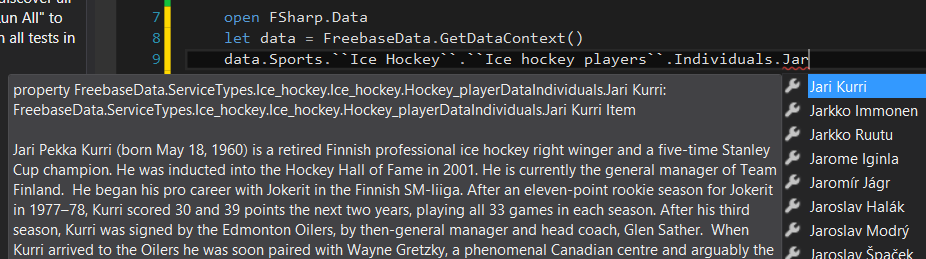 un All" to
n all tests in
7 open FSharp.Data
8 let data = FreebaseData.GetDataContext()
9 data.Sports.``Ice Hockey``.``Ice hockey players``.Individuals.Jar
property FreebaseData.ServiceTypes.Ice_hockey.Ice_hockey.Hockey_playerDataIndividuals.Jari Kurri:
FreebaseData.ServiceTypes.Ice_hockey.Ice_hockey.Hockey_playerDataIndividuals.Jari Kurri Item
Jari Pekka Kurri (born May 18, 1960) is a retired Finnish professional ice hockey right winger and a five-time Stanley
Cup champion. He was inducted into the Hockey Hall of Fame in 2001. He is currently the general manager of Team
Finland.  He began his pro career with Jokerit in the Finnish SM-liiga. After an eleven-point rookie season for Jokerit
in 1977–78, Kurri scored 30 and 39 points the next two years, playing all 33 games in each season. After his third
season, Kurri was signed by the Edmonton Oilers, by then-general manager and head coach, Glen Sather.  When
Kurri arrived to the Oilers he was soon paired with Wayne Gretzky, a phenomenal Canadian centre and arguably the
Jari Kurri
Jarkko Immonen
Jarkko Ruutu
Jarome Iginla
Jaromír Jágr
Jaroslav Halák
Jaroslav Modrý
Jaroslav Špaček